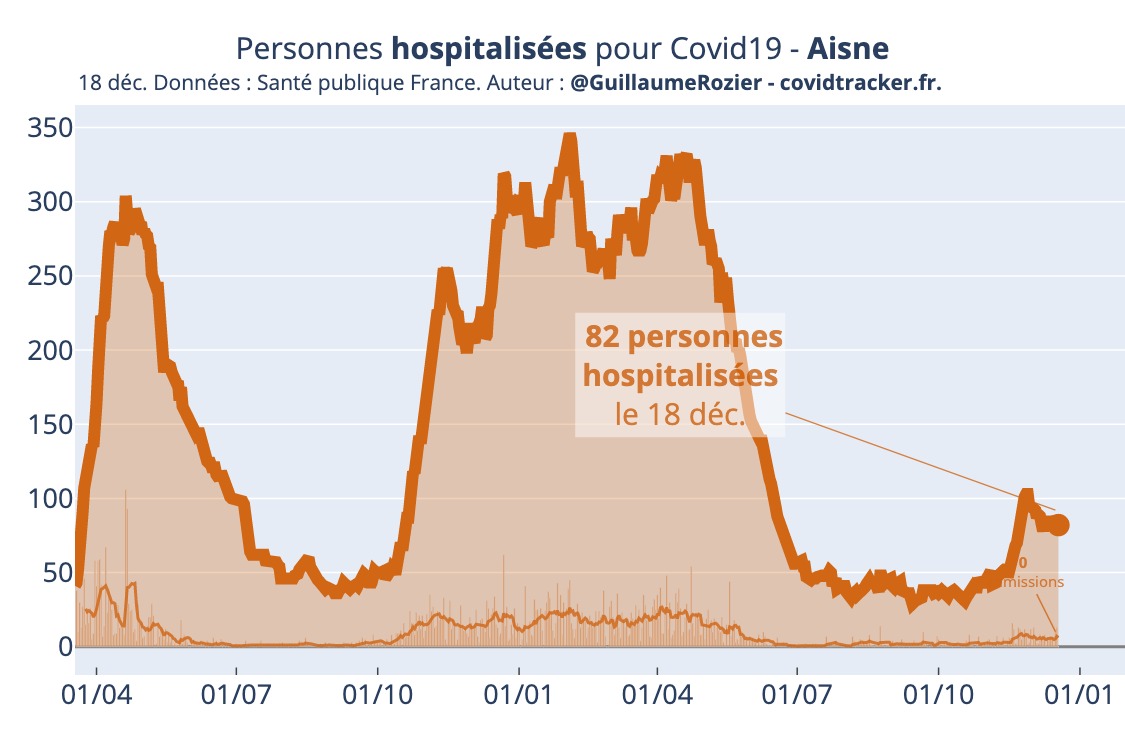 Personnes hospitalisées pour Covid19 - Aisne
18 déc. Données : Santé publique France. Auteur : @GuillaumeRozier - covidtracker.fr.
350
300
250
200
150
100
50
0
82 personnes
hospitalisées
le 18 déc.
0
missions
01/04 01/07 01/10 01/01 01/04 01/07 01/10 01/01